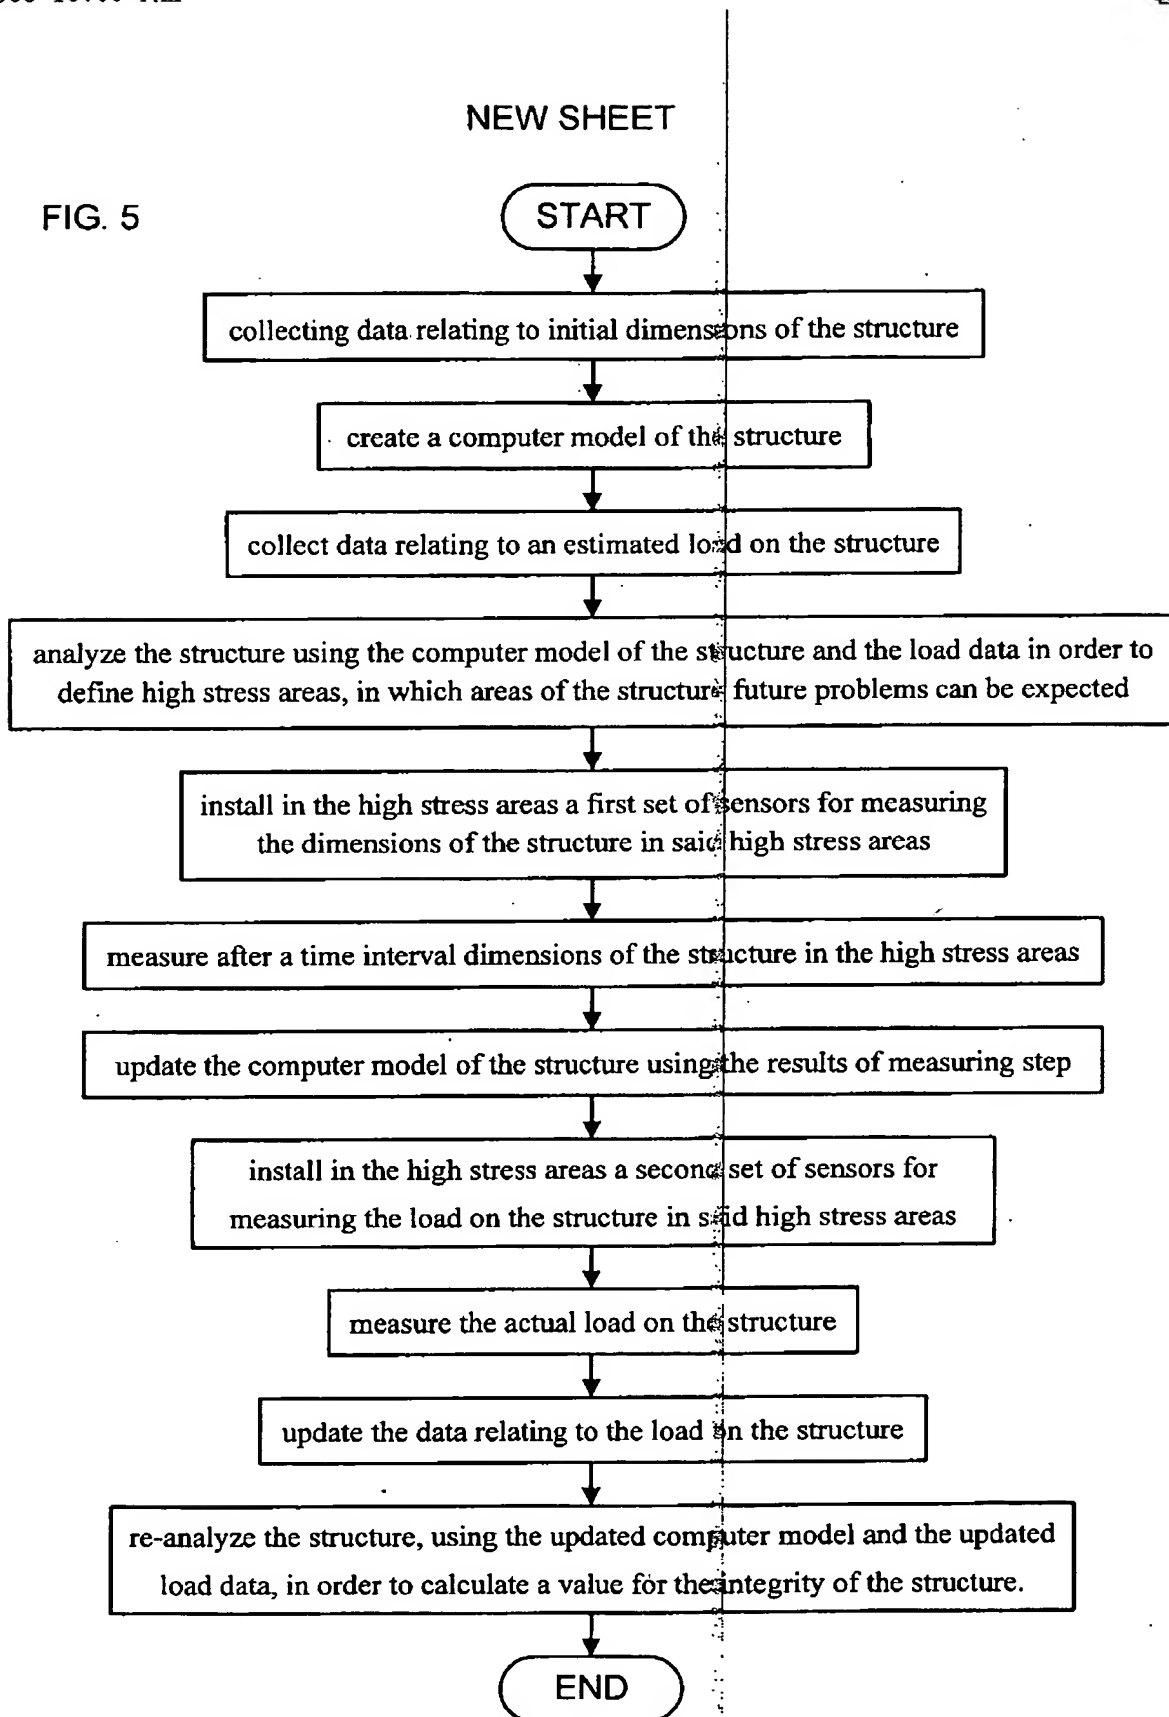 NEW SHEET
FIG. 5
START
collecting data relating to initial dimensions of the structure
create a computer model of the structure
collect data relating to an estimated load on the structure
analyze the structure using the computer model of the structure and the load data in order to
define high stress areas, in which areas of the structure future problems can be expected
install in the high stress areas a first set of sensors for measuring
the dimensions of the structure in said high stress areas
measure after a time interval dimensions of the structure in the high stress areas
update the computer model of the structure using the results of measuring step
install in the high stress areas a second set of sensors for
measuring the load on the structure in said high stress areas
measure the actual load on the structure
update the data relating to the load on the structure
re-analyze the structure, using the updated computer model and the updated
load data, in order to calculate a value for the integrity of the structure.
END